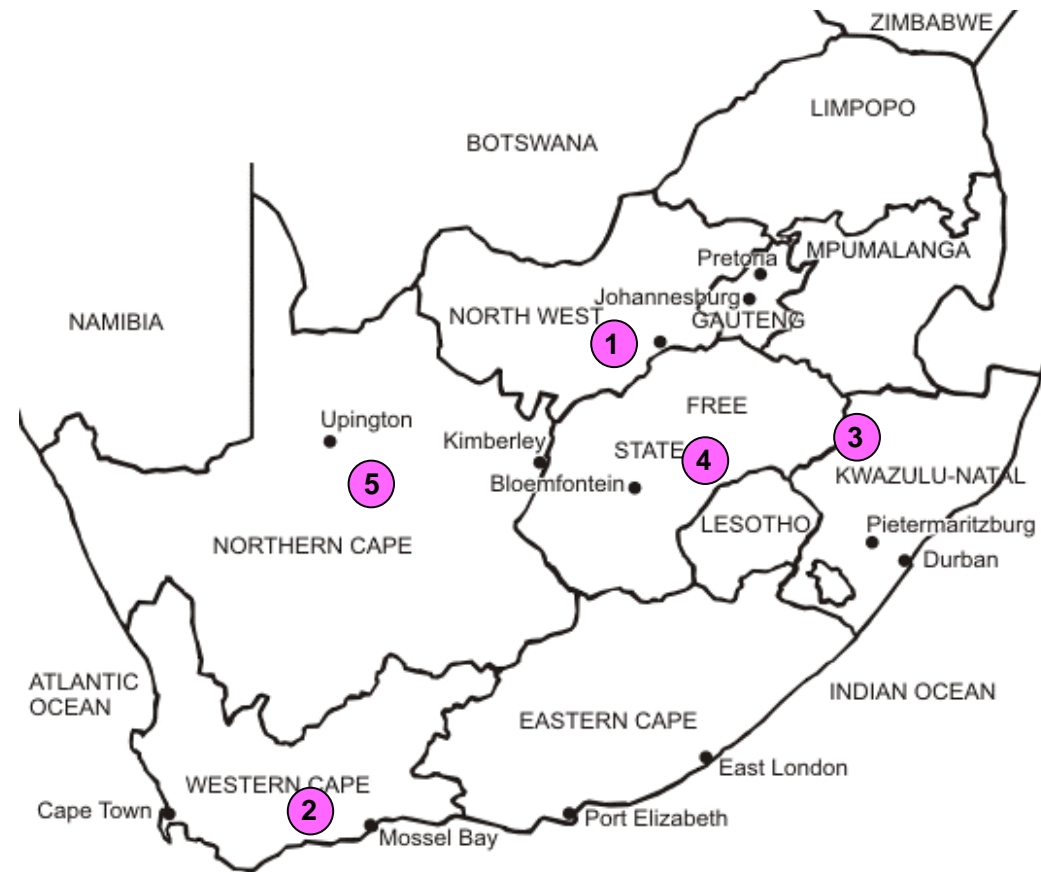 ZIMBABWE
LIMPOPO
BOTSWANA
MPUMALANGA
Pretoria
Johannesburg
NAMIBIA
NORTH WEST
GAUTENG
1
FREE
Upington
3
Kimberley
STATE
4
5
Bloemfontein
KWAZULU-NATAL
LESOTHO
Pietermaritzburg
NORTHERN CAPE
Durban
ATLANTIC
OCEAN
INDIAN OCEAN
EASTERN CAPE
East London
WESTERN CAPE
2
Cape Town
Port Elizabeth
Mossel Bay